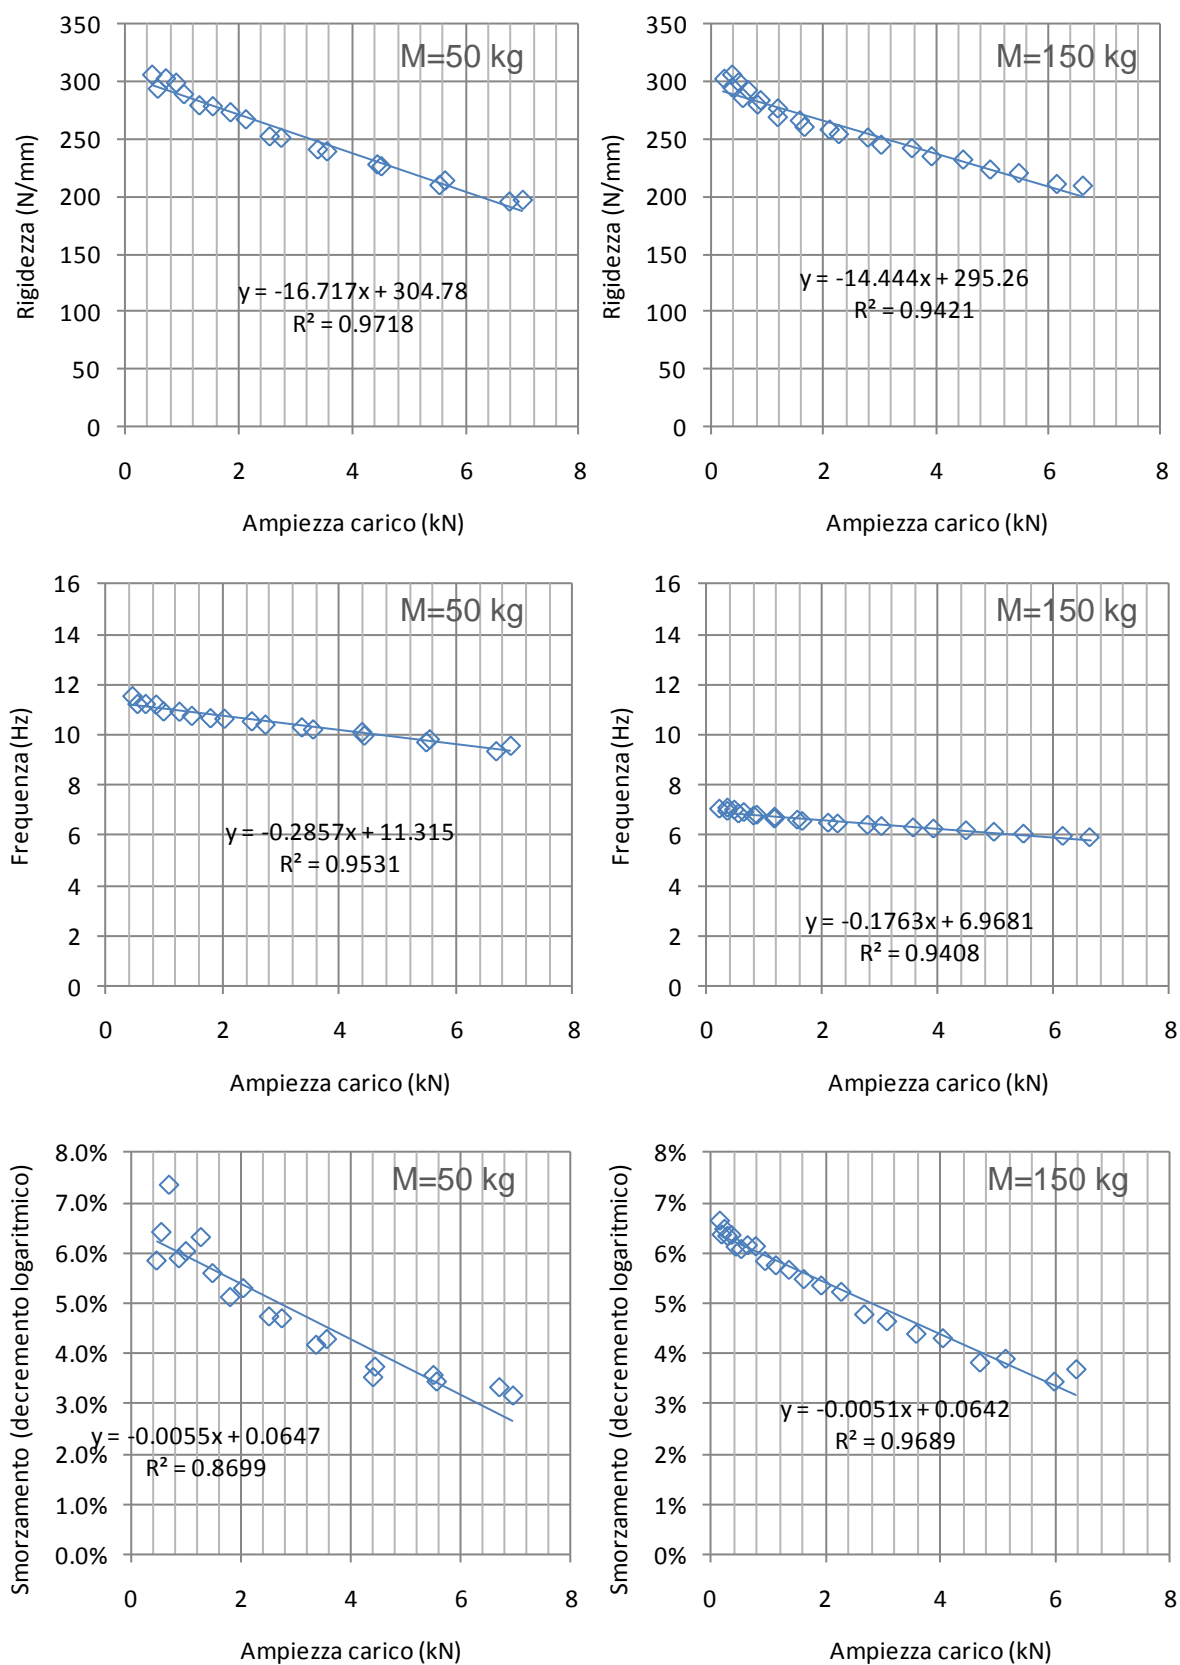 M=50 kg
Rigidezza (N/mm)
350
300
250
200
150
100
50
0
y = -16.717x + 304.78
R² = 0.9718
0 2 4 6 8
Ampiezza carico (kN)
M=150 kg
Rigidezza (N/mm)
350
300
250
200
150
100
50
0
y = -14.444x + 295.26
R² = 0.9421
0 2 4 6 8
Ampiezza carico (kN)
M=50 kg
Frequenza (Hz)
16
14
12
10
8
6
4
2
0
y = -0.2857x + 11.315
R² = 0.9531
0 2 4 6 8
Ampiezza carico (kN)
M=150 kg
Frequenza (Hz)
16
14
12
10
8
6
4
2
0
y = -0.1763x + 6.9681
R² = 0.9408
0 2 4 6 8
Ampiezza carico (kN)
M=50 kg
Smorzamento (decremento logaritmico)
8.0%
7.0%
6.0%
5.0%
4.0%
3.0%
2.0%
1.0%
0.0%
y = -0.0055x + 0.0647
R² = 0.8699
0 2 4 6 8
Ampiezza carico (kN)
M=150 kg
Smorzamento (decremento logaritmico)
8%
7%
6%
5%
4%
3%
2%
1%
0%
y = -0.0051x + 0.0642
R² = 0.9689
0 2 4 6 8
Ampiezza carico (kN)